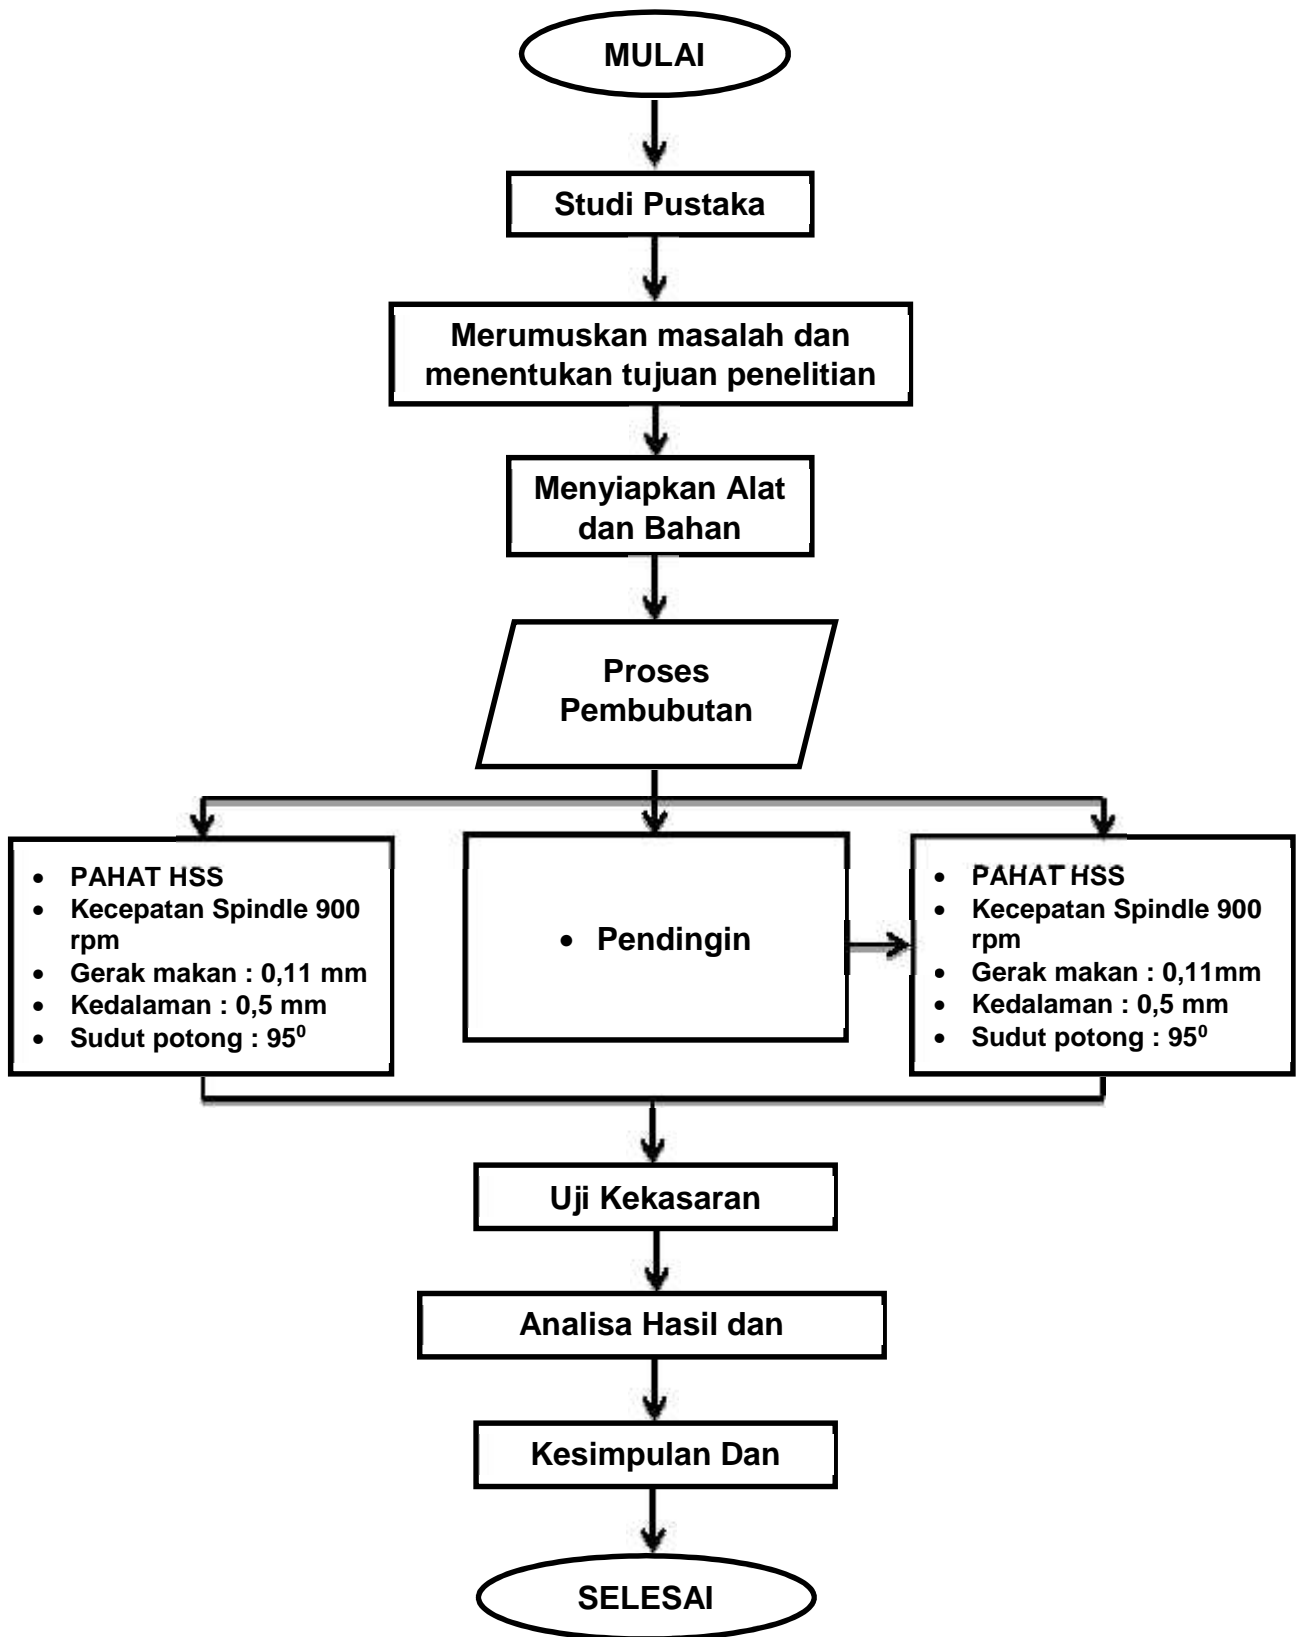 MULAI
Studi Pustaka
Merumuskan masalah dan
menentukan tujuan penelitian
Menyiapkan Alat
dan Bahan
Proses
Pembubutan
• PAHAT HSS
• Kecepatan Spindle 900
rpm
• Gerak makan : 0,11 mm
• Kedalaman : 0,5 mm
• Sudut potong : 95⁰
• Pendingin
• PAHAT HSS
• Kecepatan Spindle 900
rpm
• Gerak makan : 0,11mm
• Kedalaman : 0,5 mm
• Sudut potong : 95⁰
Uji Kekasaran
Analisa Hasil dan
Kesimpulan Dan
SELESAI